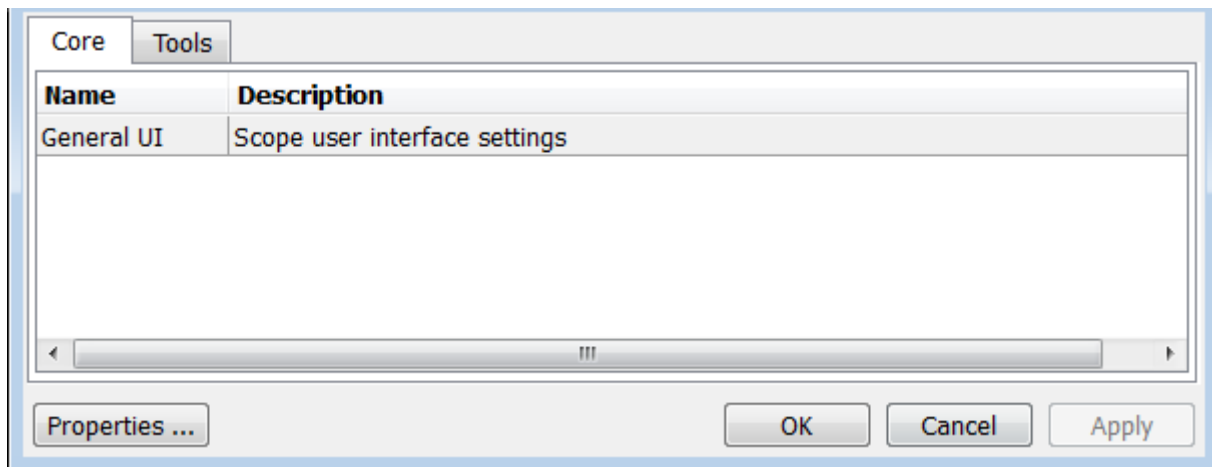 Core Tools
Name Description
General UI Scope user interface settings
Properties ... OK Cancel Apply